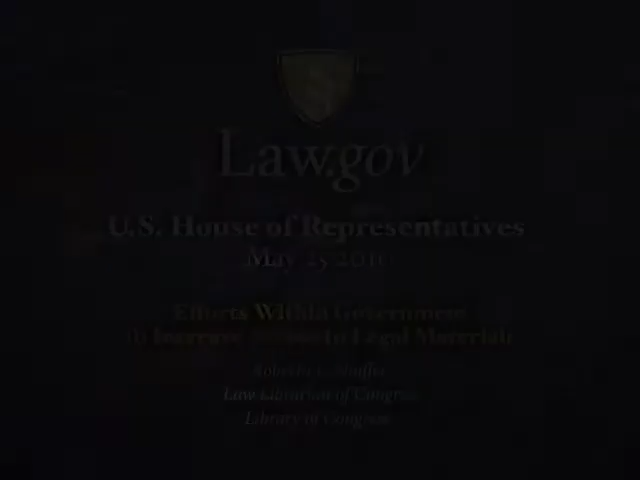 Law.gov
U.S. House of Representatives
May 25 2010
Efforts Within Government
to Increase Access to Legal Materials
Roberta
Law Librarian of Congress
Library of Congress